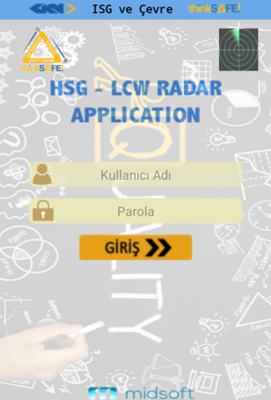 GKN ISG ve Çevre thinkSAFE!
thinkSAFE!
HSG - LCW RADAR
APPLICATION
Kullanıcı Adı
Parola
GİRİŞ
QUALITY
midsoft